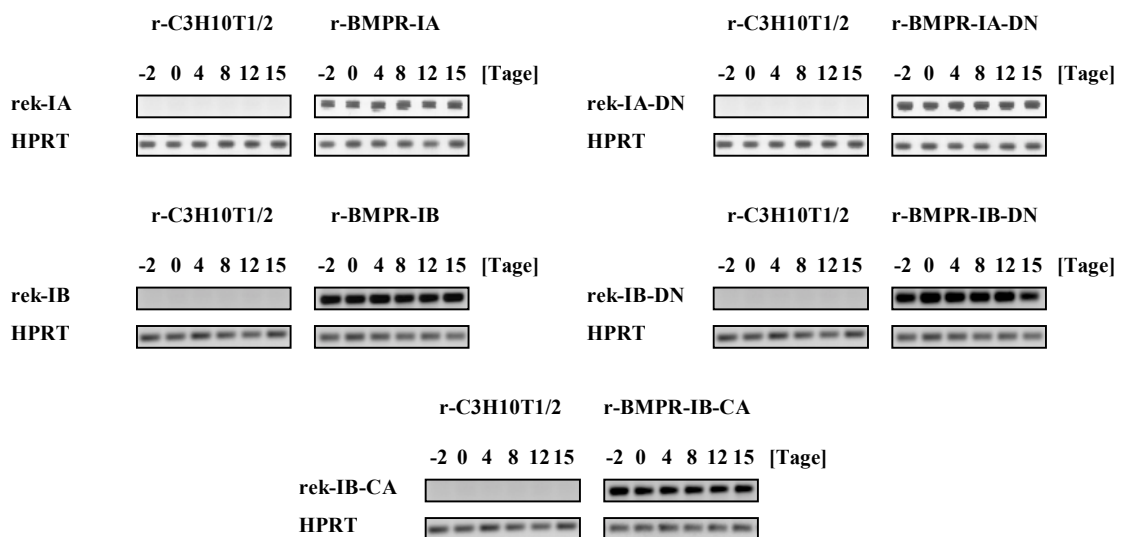 r-C3H10T1/2 r-BMPR-IA r-C3H10T1/2 r-BMPR-IA-DN
-2 0 4 8 12 15 -2 0 4 8 12 15 [Tage] -2 0 4 8 12 15 -2 0 4 8 12 15 [Tage]
rek-IA rek-IA-DN
HPRT HPRT
r-C3H10T1/2 r-BMPR-IB r-C3H10T1/2 r-BMPR-IB-DN
-2 0 4 8 12 15 -2 0 4 8 12 15 [Tage] -2 0 4 8 12 15 -2 0 4 8 12 15 [Tage]
rek-IB rek-IB-DN
HPRT HPRT
r-C3H10T1/2 r-BMPR-IB-CA
-2 0 4 8 12 15 -2 0 4 8 12 15 [Tage]
rek-IB-CA
HPRT